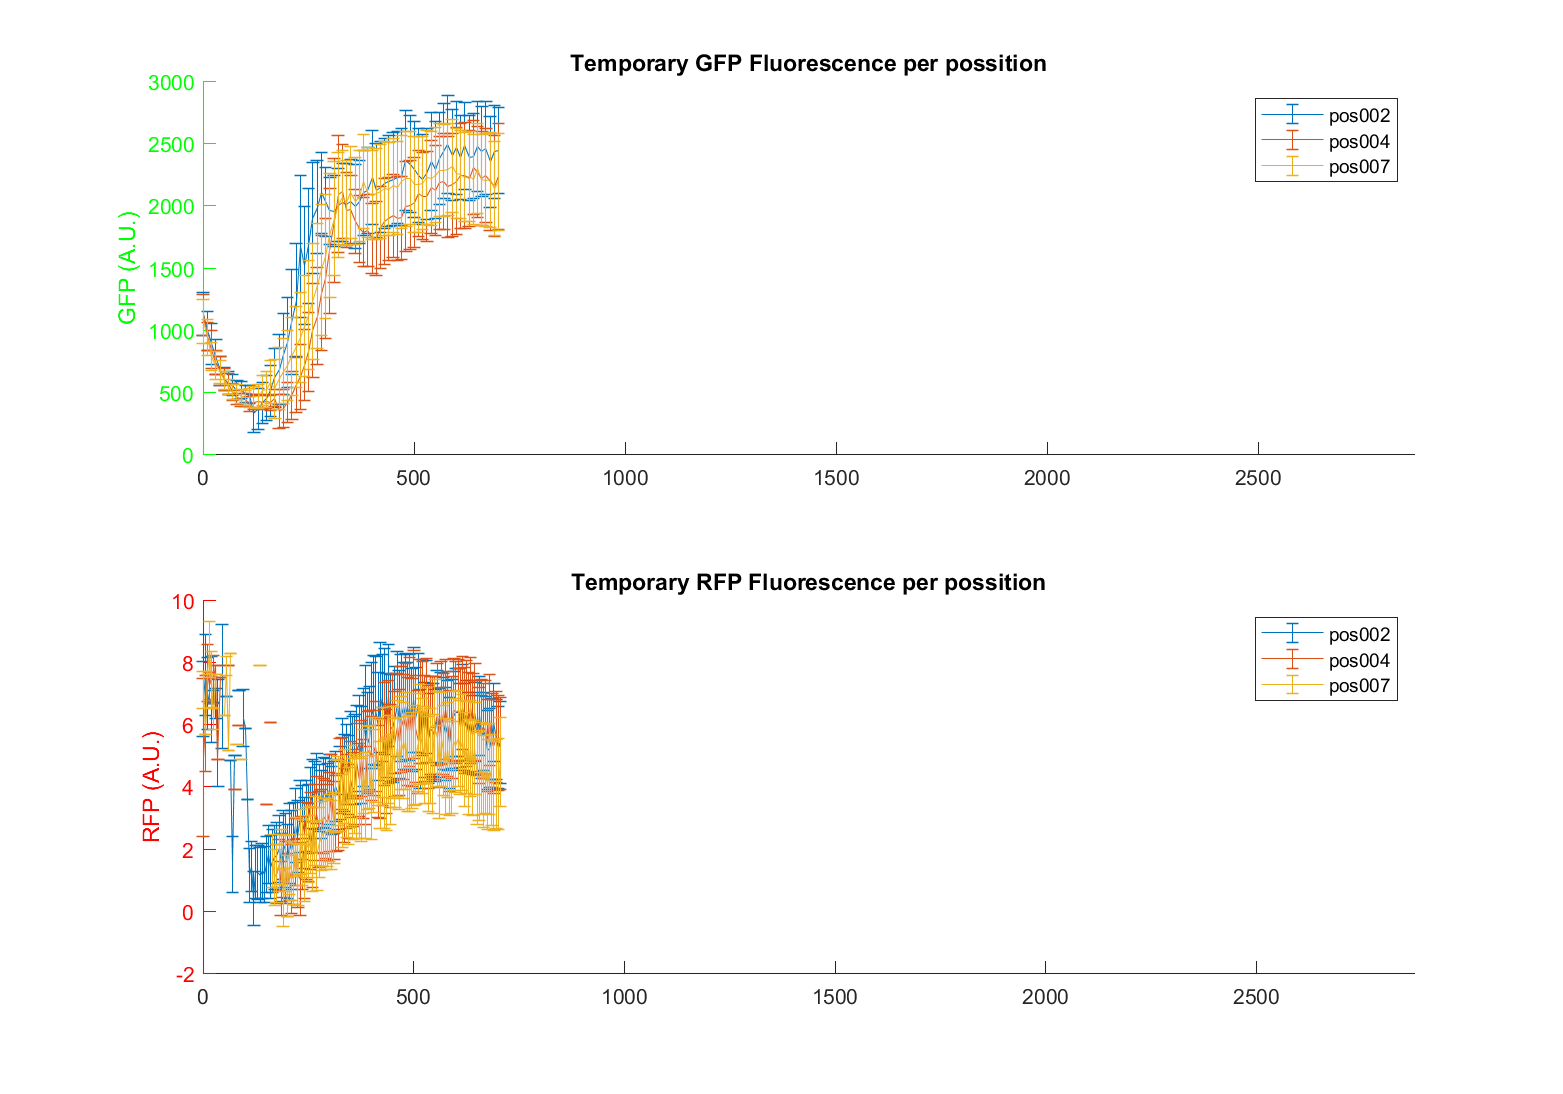 Temporary GFP Fluorescence per possition
3000
2500
2000
1500
1000
500
0
GFP (A.U.)
0 500 1000 1500 2000 2500
pos002
pos004
pos007
Temporary RFP Fluorescence per possition
10
8
6
4
2
0
-2
RFP (A.U.)
0 500 1000 1500 2000 2500
pos002
pos004
pos007